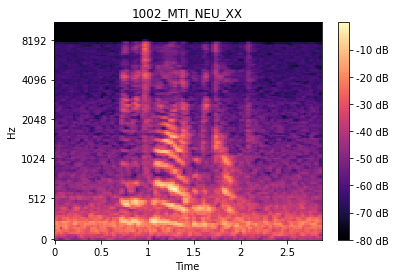 1002_MTI_NEU_XX
8192
4096
2048
1024
512
0
Hz
0 0.5 1 1.5 2 2.5
Time
-10 dB
-20 dB
-30 dB
-40 dB
-50 dB
-60 dB
-70 dB
-80 dB